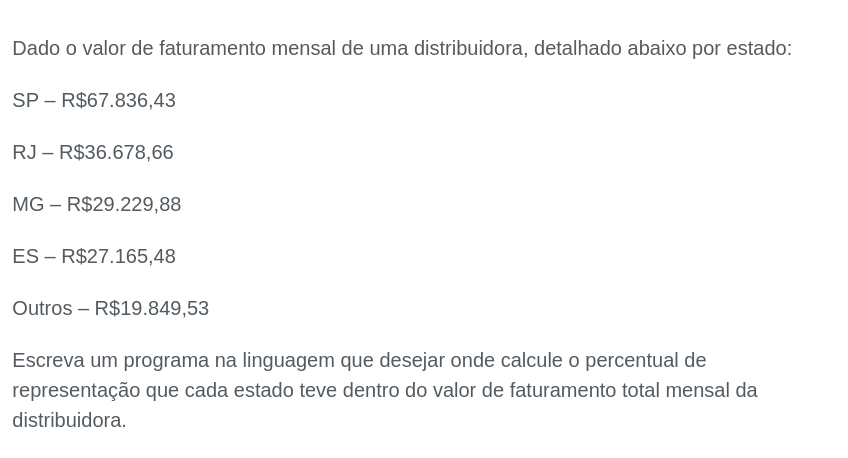 Dado o valor de faturamento mensal de uma distribuidora, detalhado abaixo por estado:
SP – R$67.836,43
RJ – R$36.678,66
MG – R$29.229,88
ES – R$27.165,48
Outros – R$19.849,53
Escreva um programa na linguagem que desejar onde calcule o percentual de
representação que cada estado teve dentro do valor de faturamento total mensal da
distribuidora.